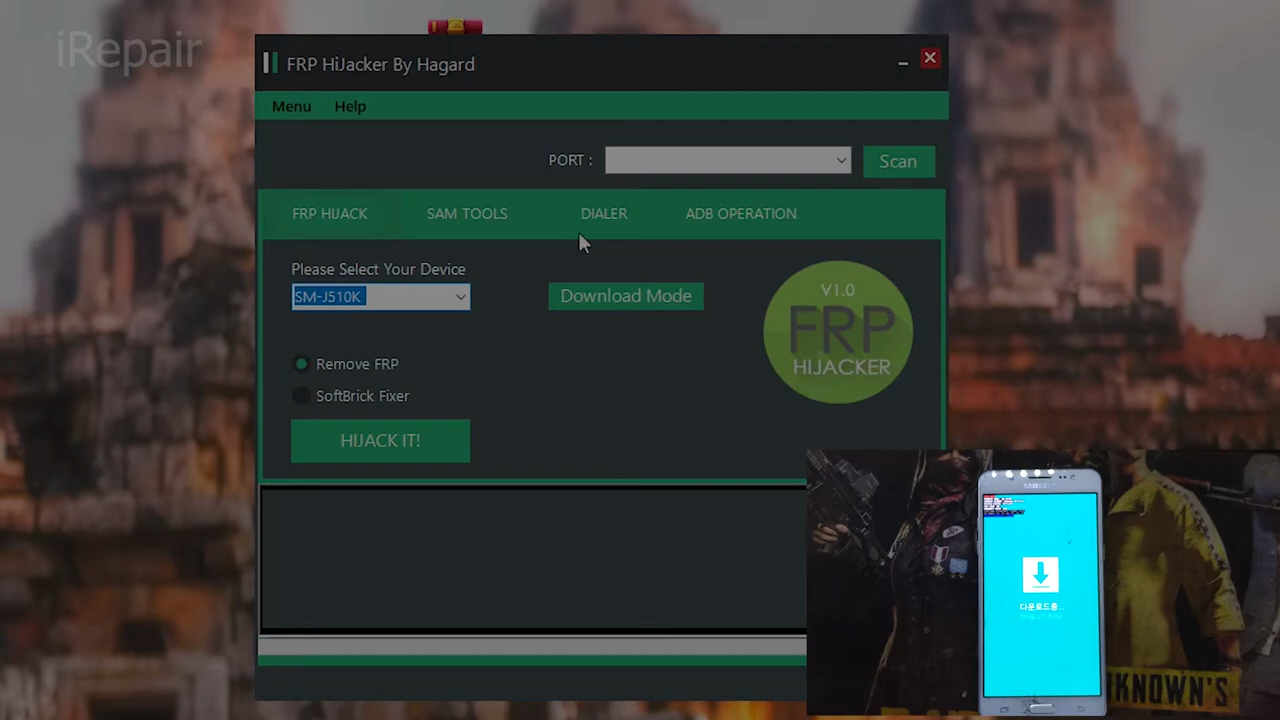 iRepair
FRP HiJacker By Hagard
Menu Help
PORT :
Scan
FRP HIJACK SAM TOOLS DIALER ADB OPERATION
Please Select Your Device
SM-J510K
Download Mode
V1.0
FRP
HIJACKER
Remove FRP
SoftBrick Fixer
HIJACK IT!
SAMSUNG
다운로드중...
KNOWN'S